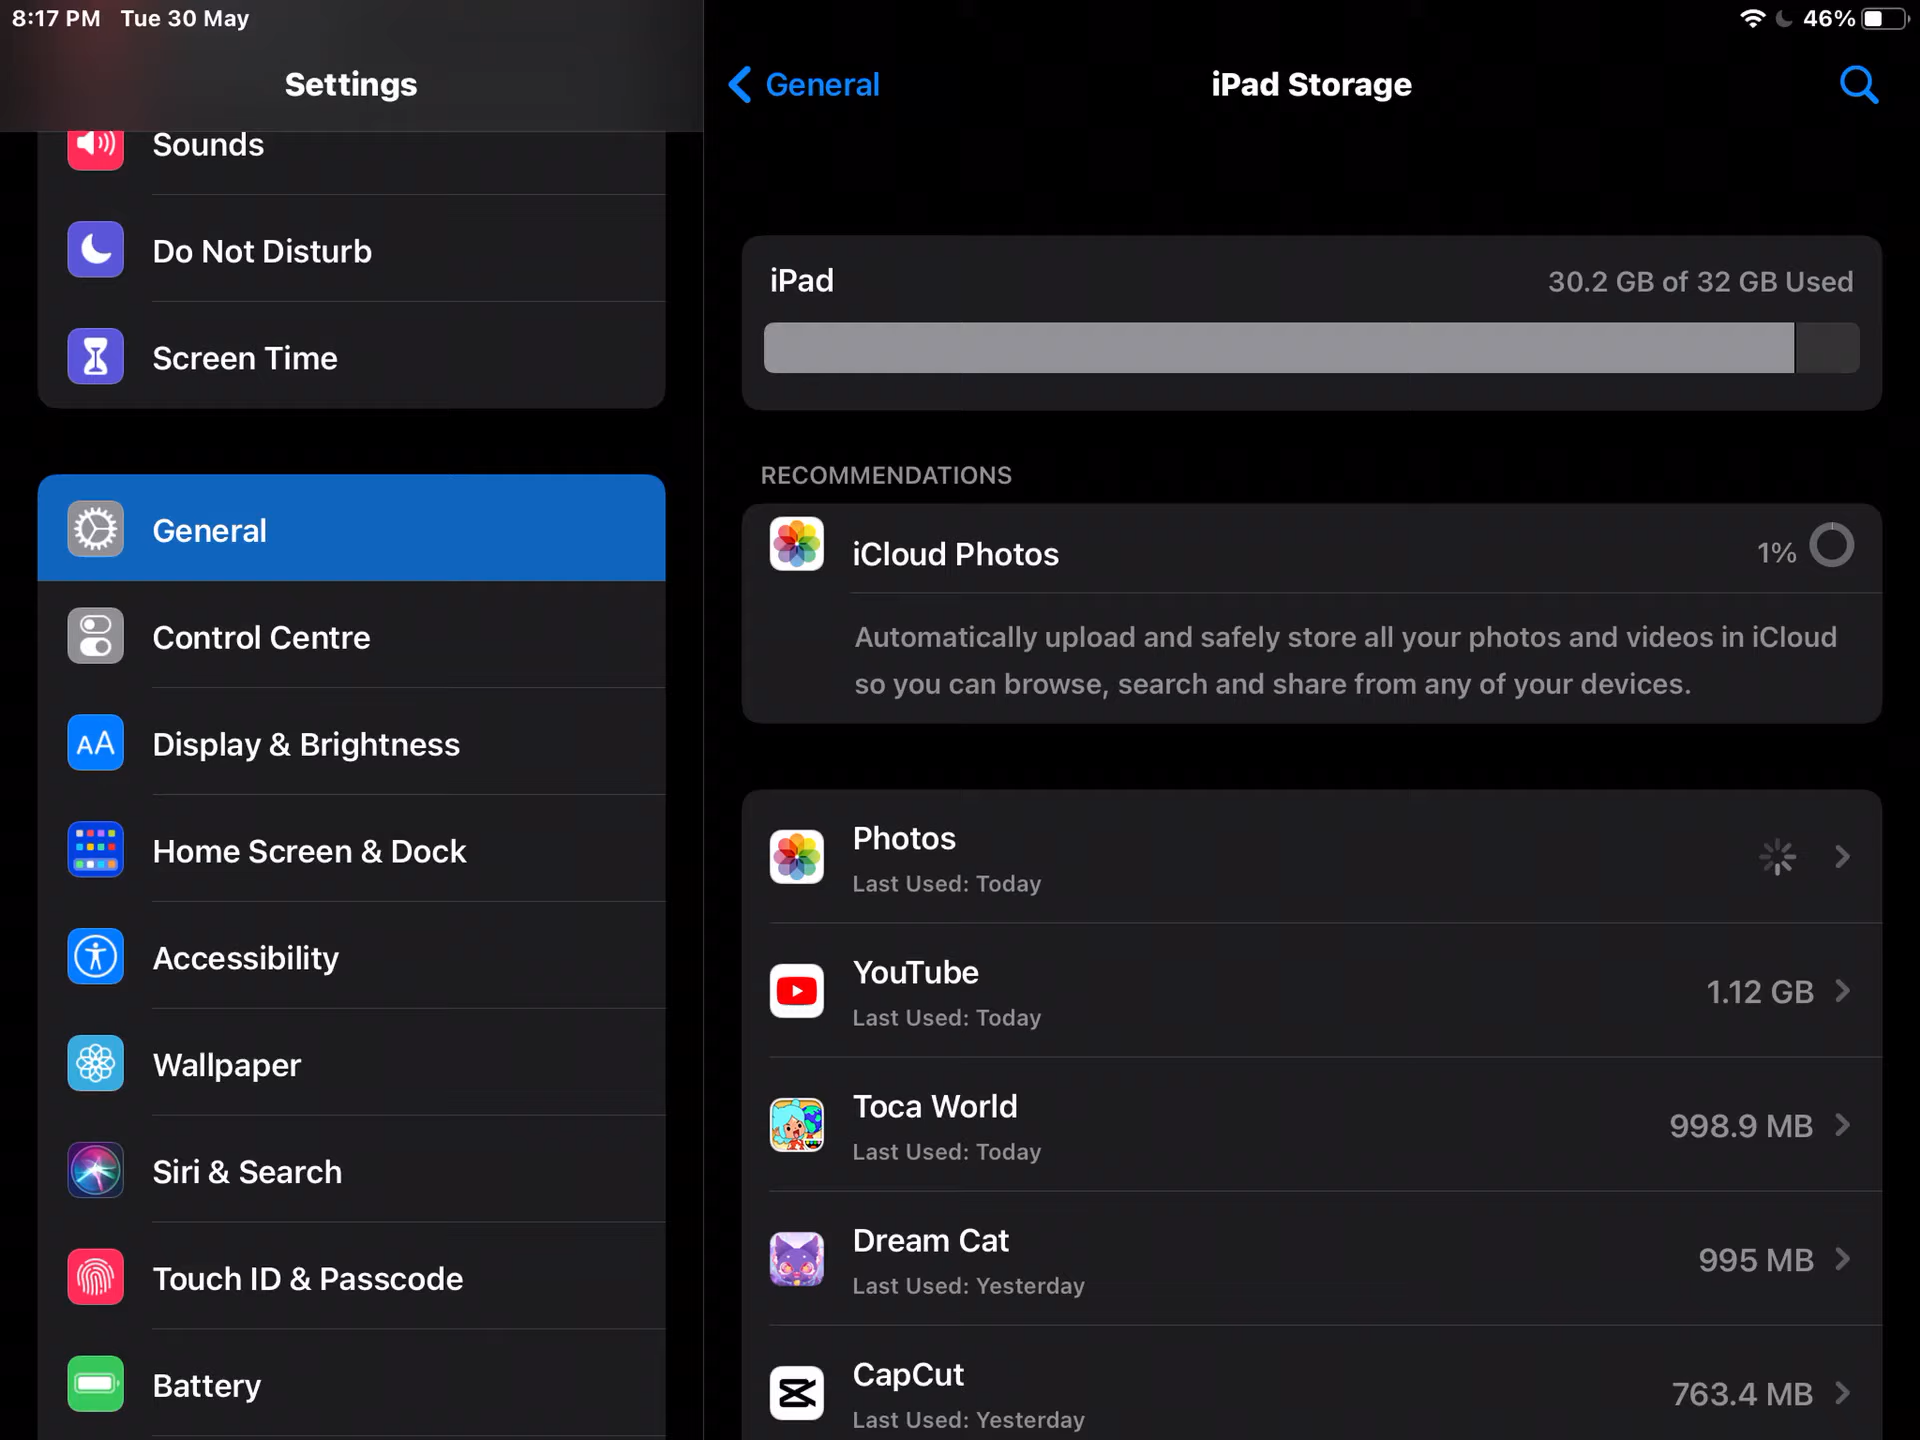 8:17 PM Tue 30 May
46%
Settings
Sounds
Do Not Disturb
Screen Time
General
Control Centre
AA Display & Brightness
Home Screen & Dock
Accessibility
Wallpaper
Siri & Search
Touch ID & Passcode
Battery
General
iPad Storage
iPad
30.2 GB of 32 GB Used
RECOMMENDATIONS
iCloud Photos
1%
Automatically upload and safely store all your photos and videos in iCloud
so you can browse, search and share from any of your devices.
Photos
Last Used: Today
YouTube
1.12 GB
Last Used: Today
Toca World
998.9 MB
Last Used: Today
Dream Cat
995 MB
Last Used: Yesterday
CapCut
763.4 MB
Last Used: Yesterday